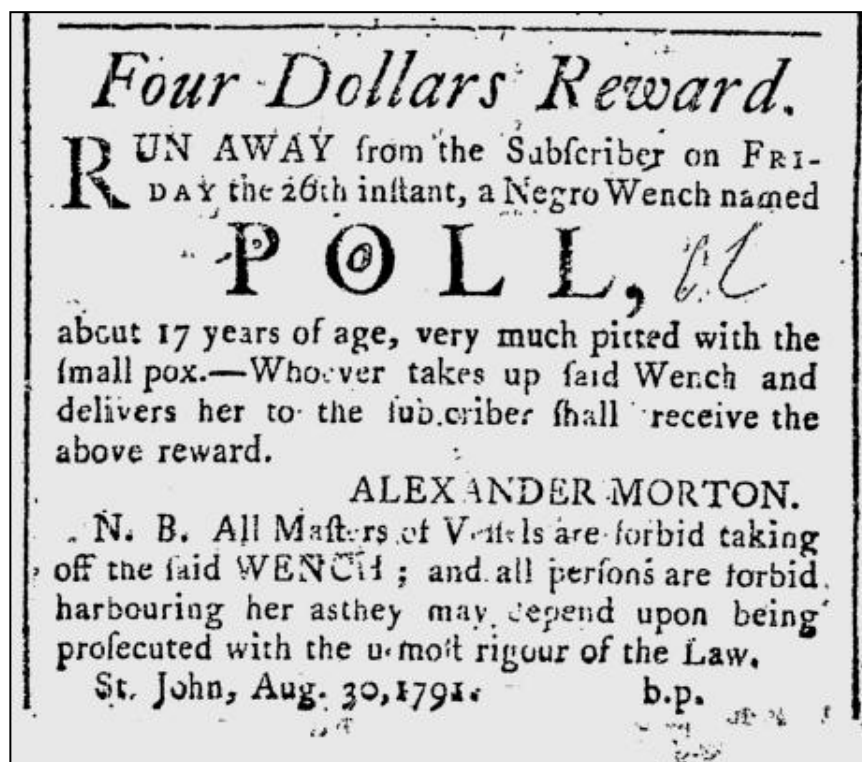 Four Dollars Reward.
RUN AWAY from the Subſcriber on FRI-
DAY the 26th inſtant, a Negro Wench named
POLL,
about 17 years of age, very much pitted with the
ſmall pox.—Whoever takes up ſaid Wench and
delivers her to the ſubſcriber ſhall receive the
above reward.
ALEXANDER MORTON.
N. B. All Maſters of Veſſels are forbid taking
off the ſaid WENCH; and all perſons are forbid
harbouring her asthey may depend upon being
proſecuted with the utmoſt rigour of the Law.
St. John, Aug. 30, 1791. b.p.